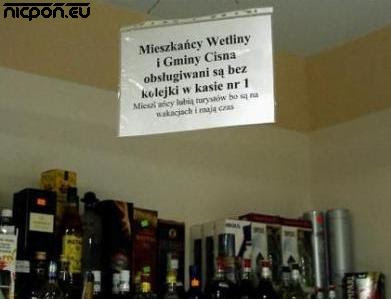 nicpoń.eu
Mieszkańcy Wetliny
i Gminy Cisna
obsługiwani są bez
kolejki w kasie nr 1
Mieszkańcy lubią turystów bo są na
wakacjach i mają czas